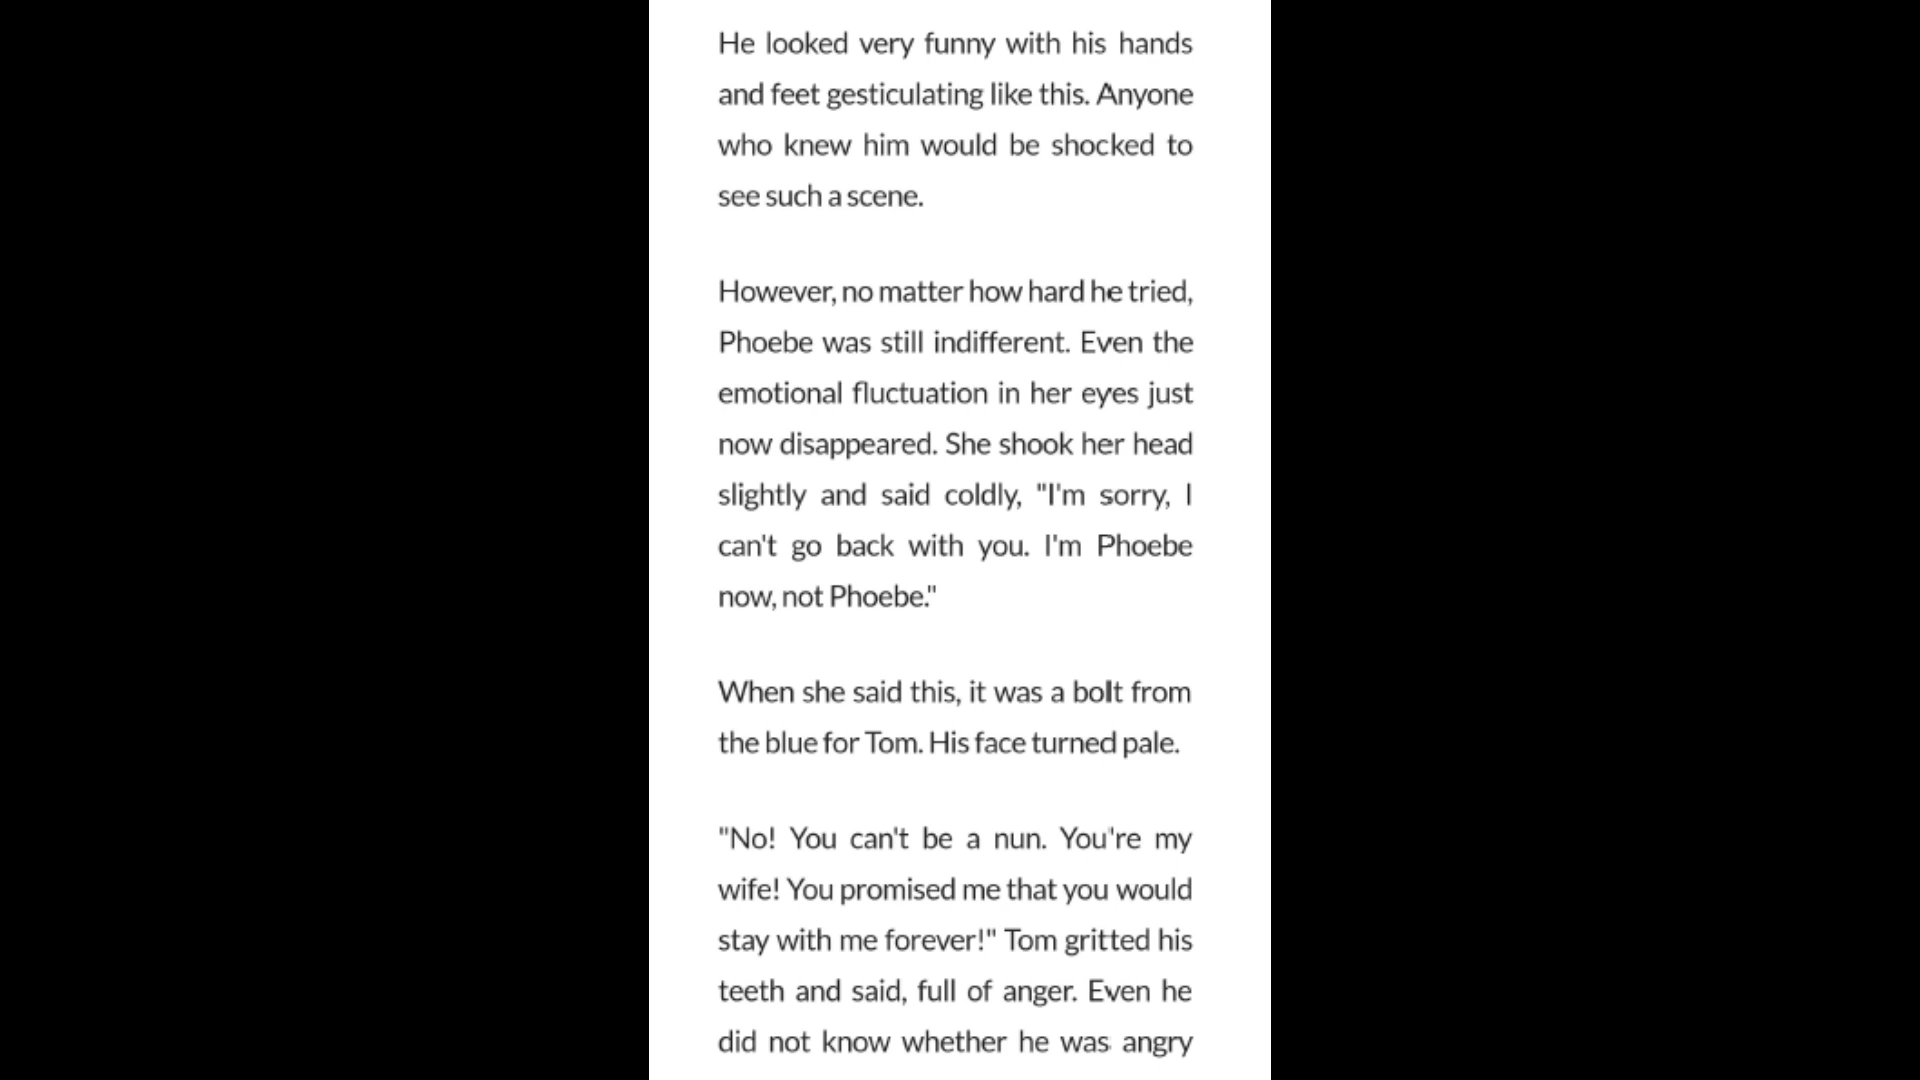 He looked very funny with his hands
and feet gesticulating like this. Anyone
who knew him would be shocked to
see such a scene.
However, no matter how hard he tried,
Phoebe was still indifferent. Even the
emotional fluctuation in her eyes just
now disappeared. She shook her head
slightly and said coldly, "I'm sorry, I
can't go back with you. I'm Phoebe
now, not Phoebe."
When she said this, it was a bolt from
the blue for Tom. His face turned pale.
"No! You can't be a nun. You're my
wife! You promised me that you would
stay with me forever!" Tom gritted his
teeth and said, full of anger. Even he
did not know whether he was angry